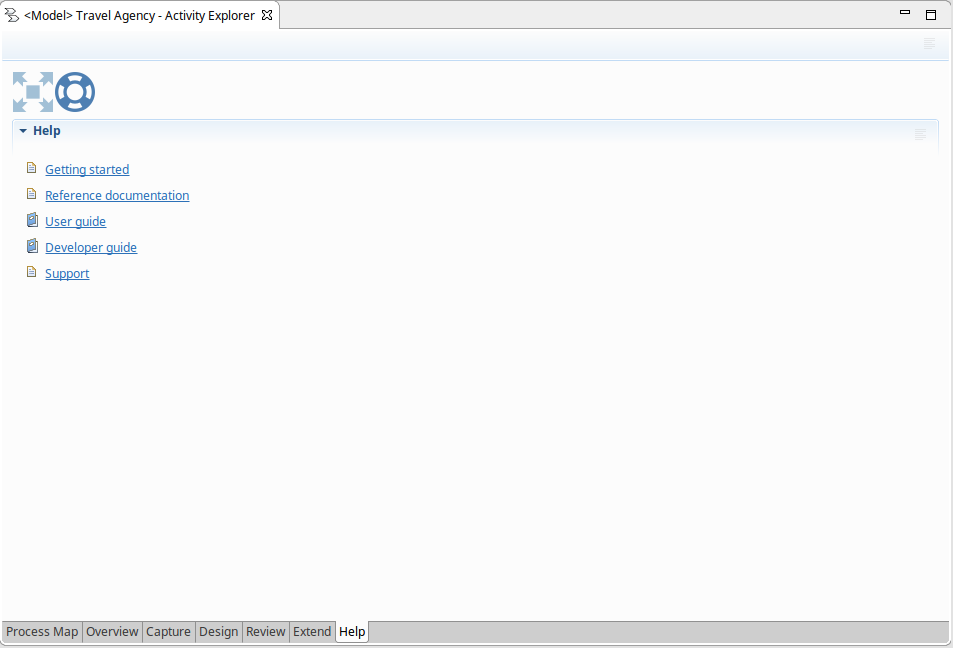 <Model> Travel Agency - Activity Explorer
Help
Getting started
Reference documentation
User guide
Developer guide
Support
Process Map Overview Capture Design Review Extend Help